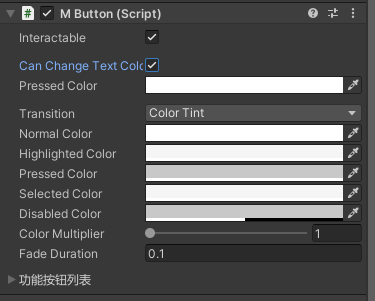 M Button (Script)
Interactable
Can Change Text Colo
Pressed Color
Transition Color Tint
Normal Color
Highlighted Color
Pressed Color
Selected Color
Disabled Color
Color Multiplier 1
Fade Duration 0.1
功能按钮列表